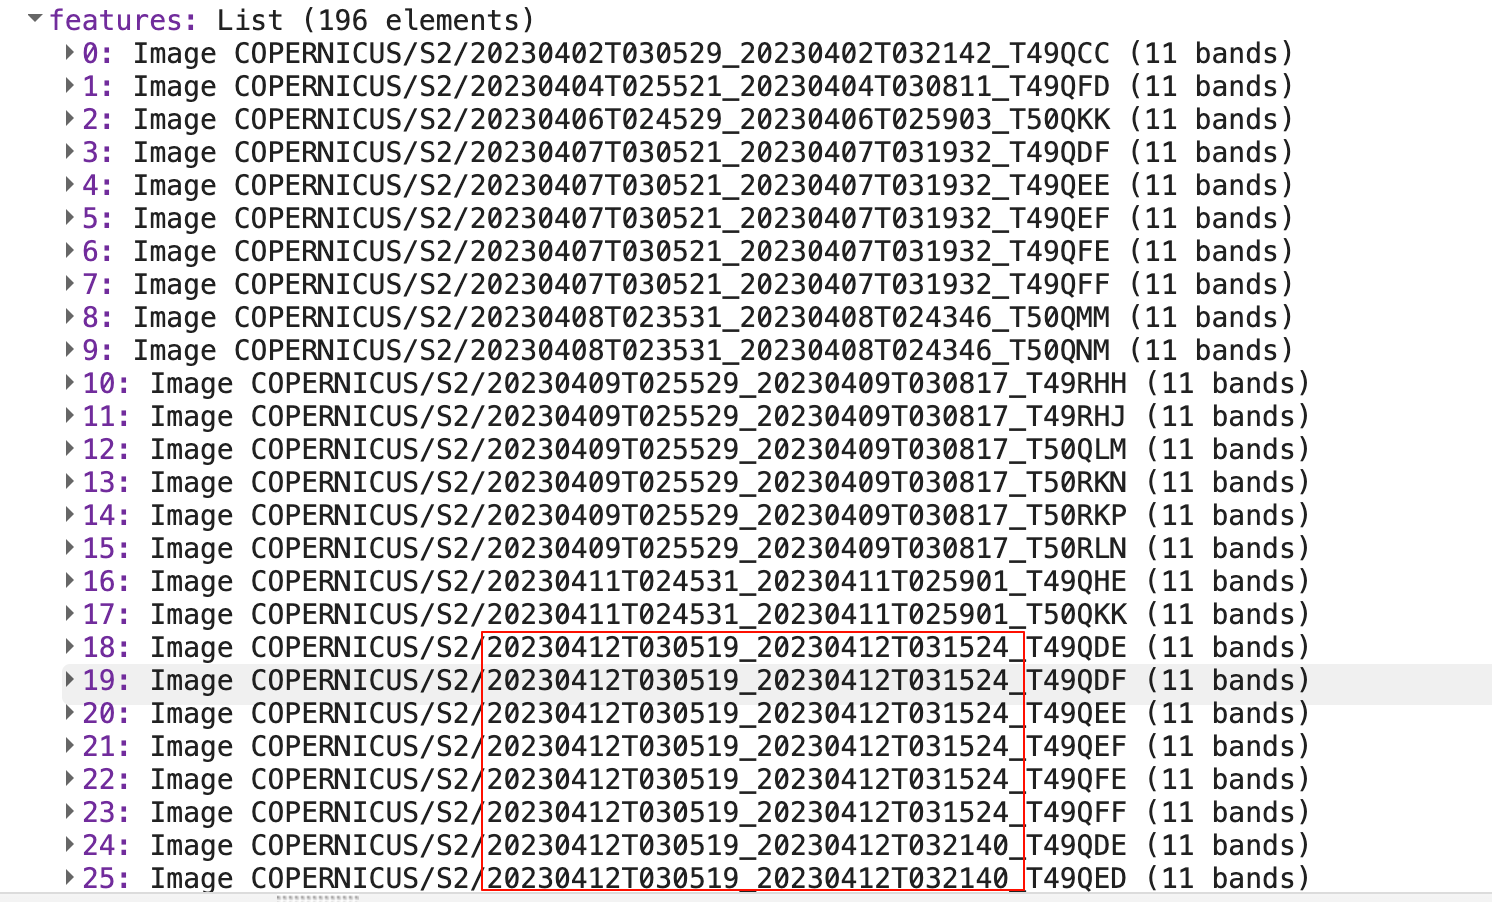 features: List (196 elements)
0: Image COPERNICUS/S2/20230402T030529_20230402T032142_T49QCC (11 bands)
1: Image COPERNICUS/S2/20230404T025521_20230404T030811_T49QFD (11 bands)
2: Image COPERNICUS/S2/20230406T024529_20230406T025903_T50QKK (11 bands)
3: Image COPERNICUS/S2/20230407T030521_20230407T031932_T49QDF (11 bands)
4: Image COPERNICUS/S2/20230407T030521_20230407T031932_T49QEE (11 bands)
5: Image COPERNICUS/S2/20230407T030521_20230407T031932_T49QEF (11 bands)
6: Image COPERNICUS/S2/20230407T030521_20230407T031932_T49QFE (11 bands)
7: Image COPERNICUS/S2/20230407T030521_20230407T031932_T49QFF (11 bands)
8: Image COPERNICUS/S2/20230408T023531_20230408T024346_T50QMM (11 bands)
9: Image COPERNICUS/S2/20230408T023531_20230408T024346_T50QNM (11 bands)
10: Image COPERNICUS/S2/20230409T025529_20230409T030817_T49RHH (11 bands)
11: Image COPERNICUS/S2/20230409T025529_20230409T030817_T49RHJ (11 bands)
12: Image COPERNICUS/S2/20230409T025529_20230409T030817_T50QLM (11 bands)
13: Image COPERNICUS/S2/20230409T025529_20230409T030817_T50RKN (11 bands)
14: Image COPERNICUS/S2/20230409T025529_20230409T030817_T50RKP (11 bands)
15: Image COPERNICUS/S2/20230409T025529_20230409T030817_T50RLN (11 bands)
16: Image COPERNICUS/S2/20230411T024531_20230411T025901_T49QHE (11 bands)
17: Image COPERNICUS/S2/20230411T024531_20230411T025901_T50QKK (11 bands)
18: Image COPERNICUS/S2/20230412T030519_20230412T031524_T49QDE (11 bands)
19: Image COPERNICUS/S2/20230412T030519_20230412T031524_T49QDF (11 bands)
20: Image COPERNICUS/S2/20230412T030519_20230412T031524_T49QEE (11 bands)
21: Image COPERNICUS/S2/20230412T030519_20230412T031524_T49QEF (11 bands)
22: Image COPERNICUS/S2/20230412T030519_20230412T031524_T49QFE (11 bands)
23: Image COPERNICUS/S2/20230412T030519_20230412T031524_T49QFF (11 bands)
24: Image COPERNICUS/S2/20230412T030519_20230412T032140_T49QDE (11 bands)
25: Image COPERNICUS/S2/20230412T030519_20230412T032140_T49QED (11 bands)